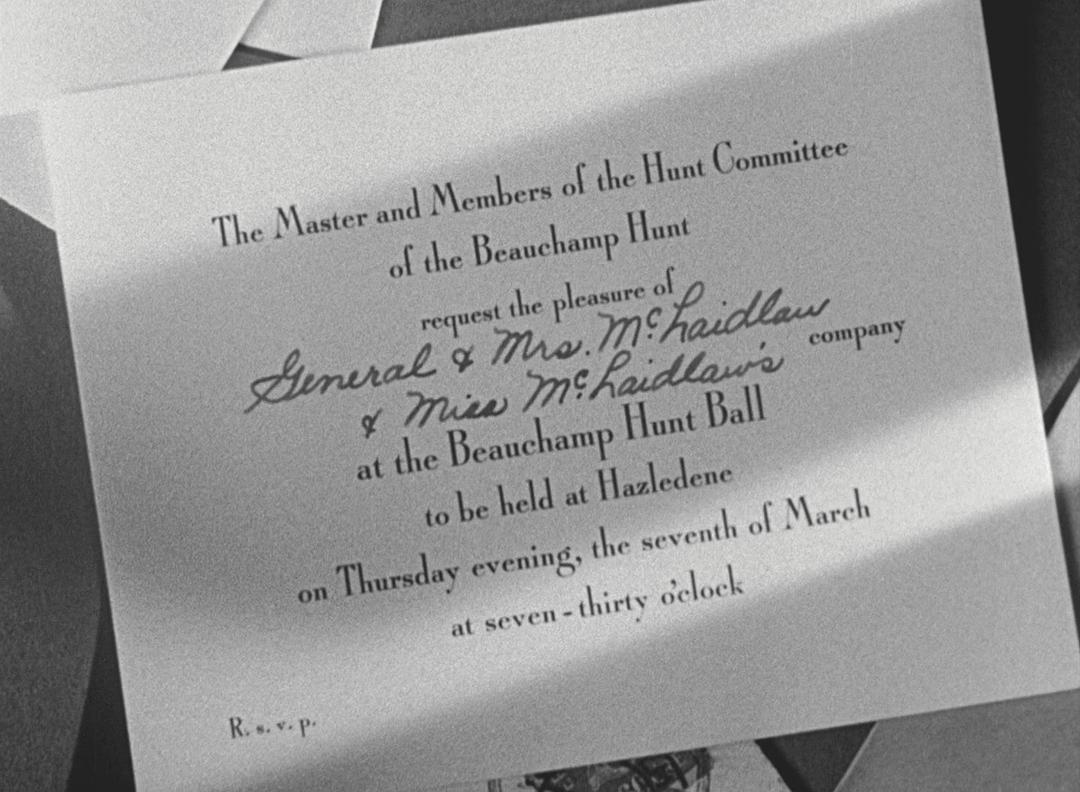 The Master and Members of the Hunt Committee
of the Beauchamp Hunt
request the pleasure of
General & Mrs. McLaidlaw
& Miss McLaidlaw's company
at the Beauchamp Hunt Ball
to be held at Hazledene
on Thursday evening, the seventh of March
at seven-thirty o'clock
R. s. v. p.